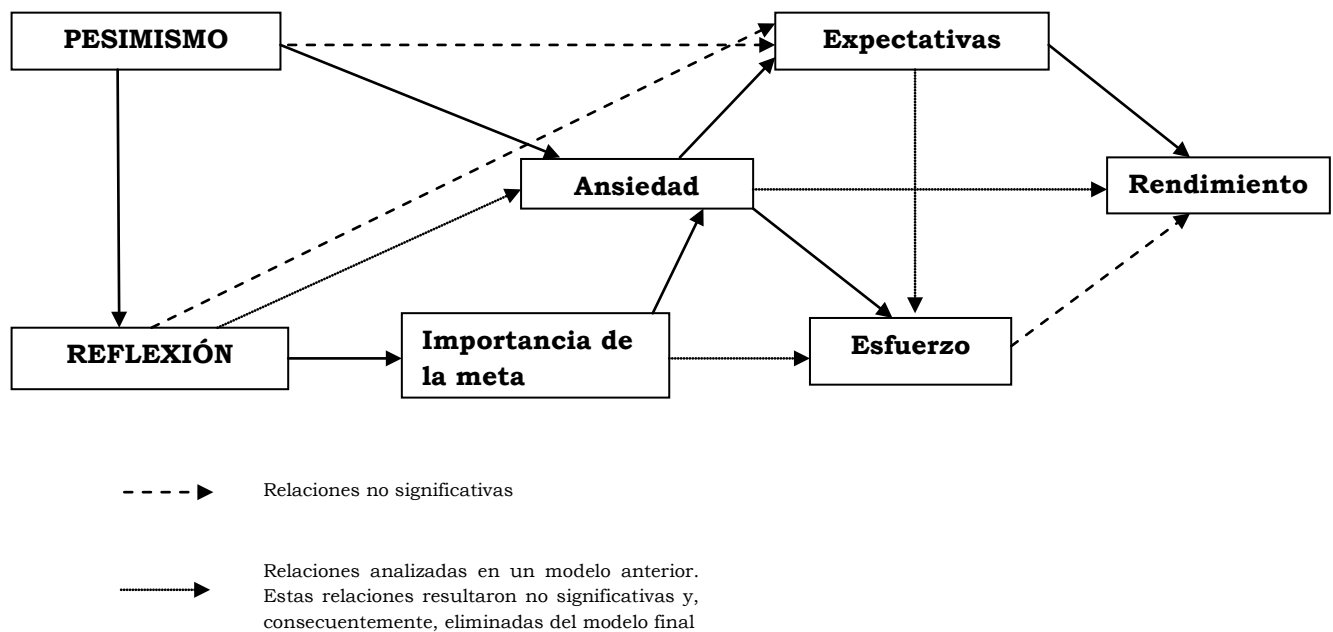 PESIMISMO
Expectativas
Ansiedad
Rendimiento
REFLEXIÓN
Importancia de
la meta
Esfuerzo
Relaciones no significativas
Relaciones analizadas en un modelo anterior.
Estas relaciones resultaron no significativas y,
consecuentemente, eliminadas del modelo final